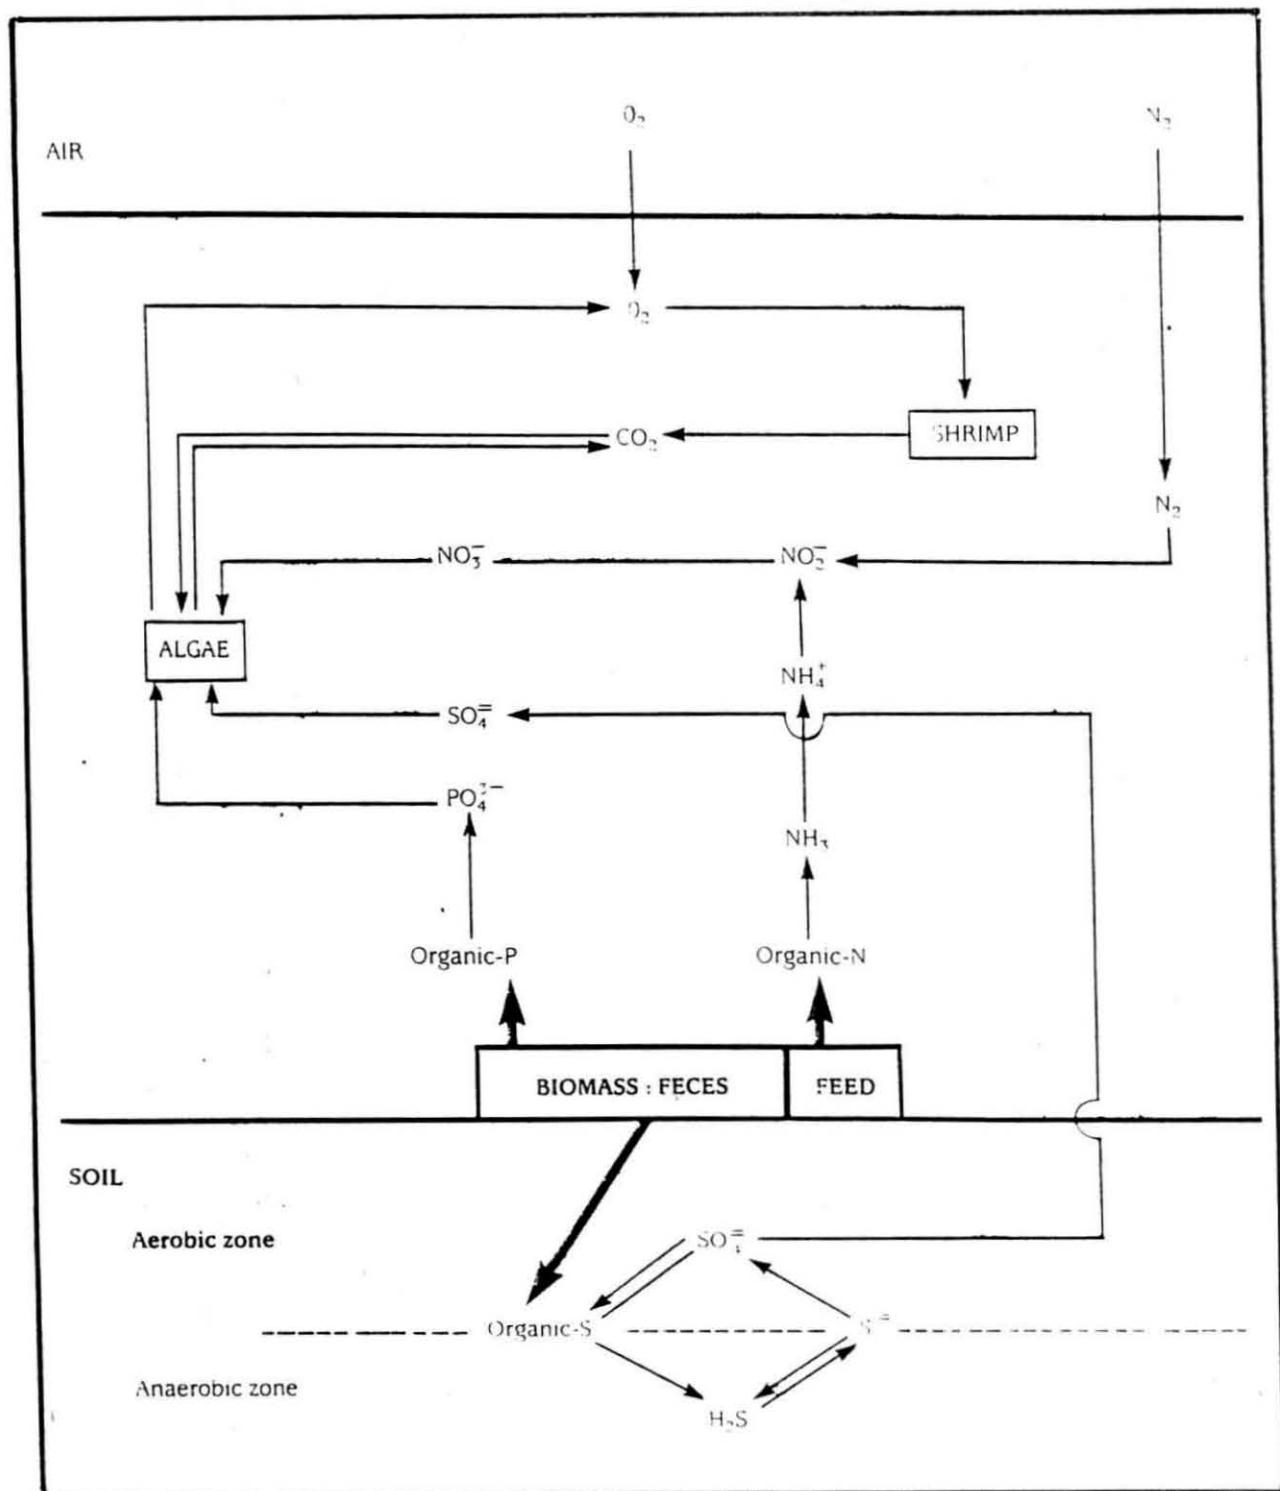 O₂ N₂
AIR
O₂
CO₂ SHRIMP
N₂
NO₃⁻ NO₂⁻
ALGAE
NH₄⁺
SO₄⁼
PO₄³⁻
NH₃
Organic-P Organic-N
BIOMASS : FECES FEED
SOIL
Aerobic zone SO₄⁼
Organic-S S⁼
Anaerobic zone
H₂S